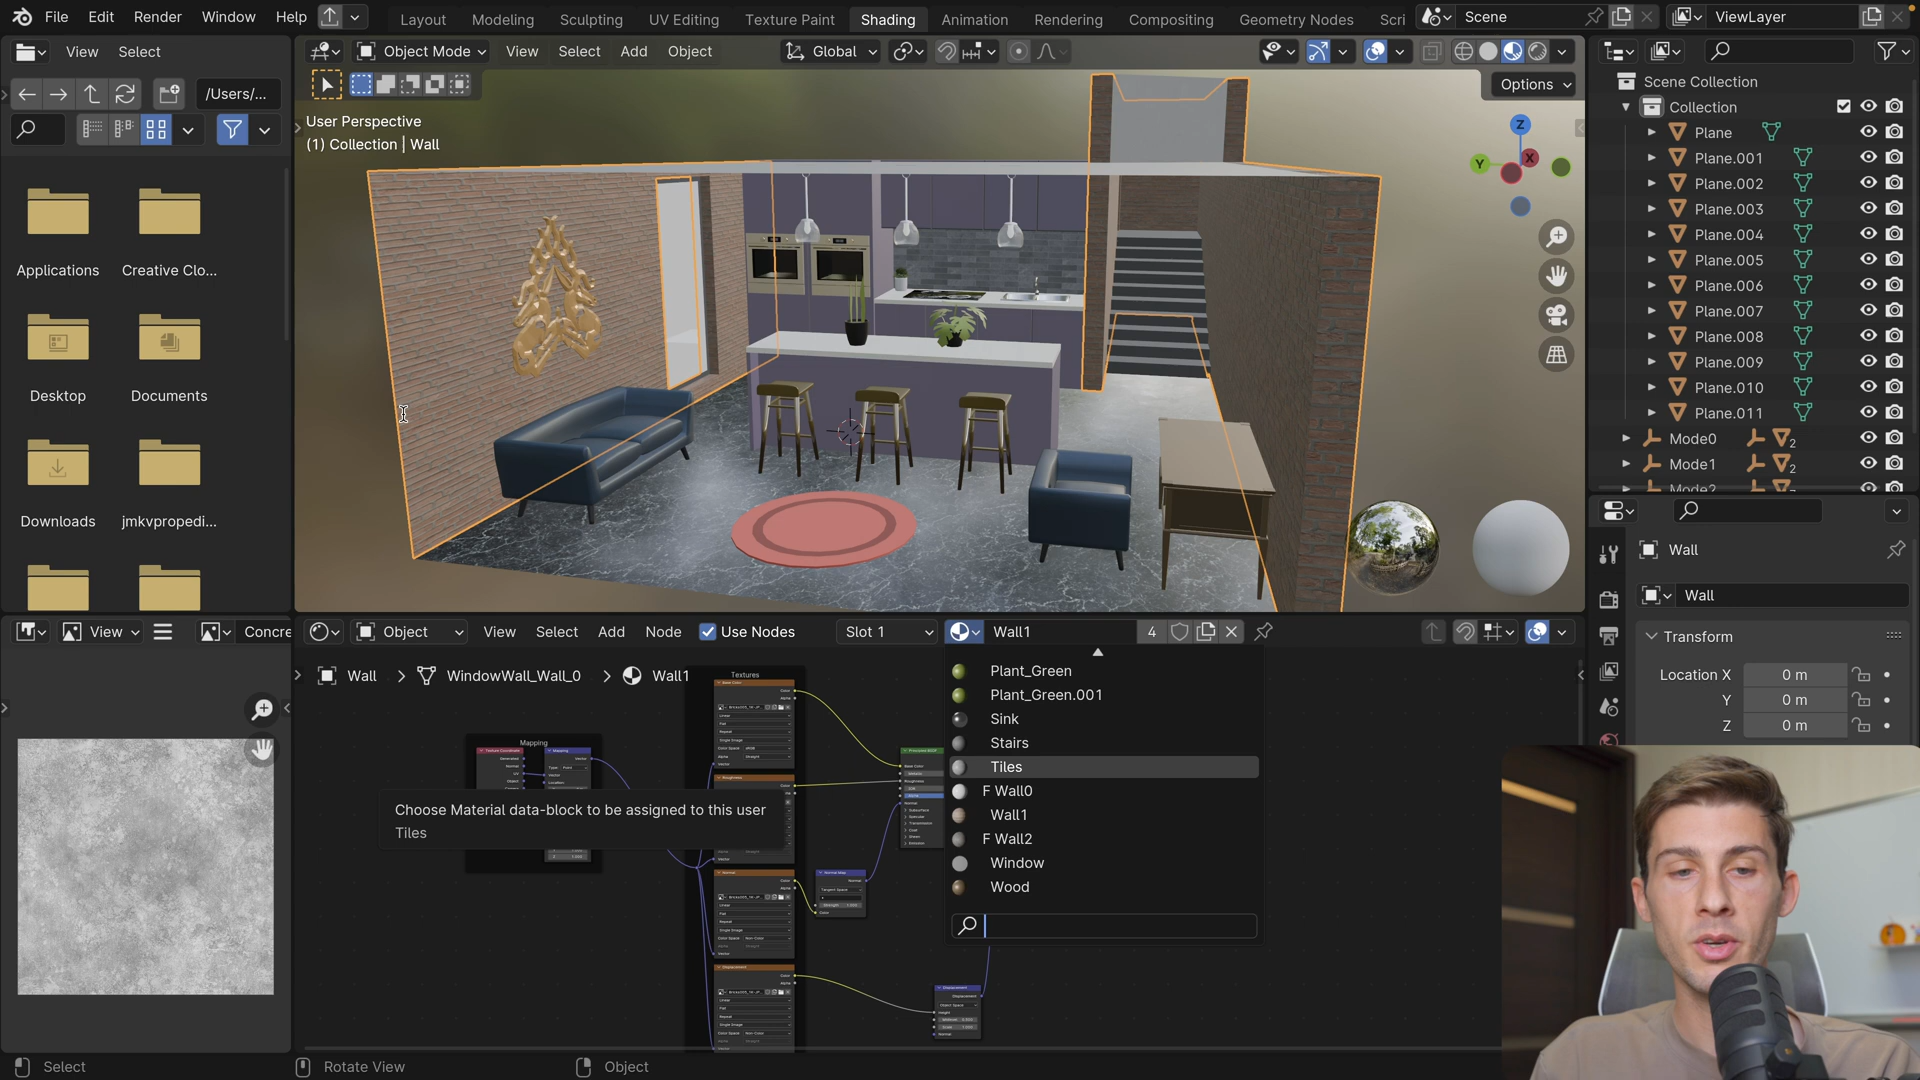 File Edit Render Window Help
Layout Modeling Sculpting UV Editing Texture Paint Shading Animation Rendering Compositing Geometry Nodes Scri
Scene
ViewLayer
View Select
Object Mode View Select Add Object
Global
Options
/Users/...
User Perspective
(1) Collection | Wall
Z
Y
X
Applications
Creative Clo...
Desktop
Documents
Downloads
jmkvpropedi...
Scene Collection
Collection
Plane
Plane.001
Plane.002
Plane.003
Plane.004
Plane.005
Plane.006
Plane.007
Plane.008
Plane.009
Plane.010
Plane.011
Mode0
2
Mode1
2
Mode2
Wall
Wall
Transform
Location X 0 m
Y 0 m
Z 0 m
View
Concre
Object View Select Add Node Use Nodes Slot 1 Wall1 4
Wall > WindowWall_Wall_0 > Wall1
Textures
Mapping
Choose Material data-block to be assigned to this user
Tiles
Plant_Green
Plant_Green.001
Sink
Stairs
Tiles
F Wall0
Wall1
F Wall2
Window
Wood
Select
Rotate View
Object